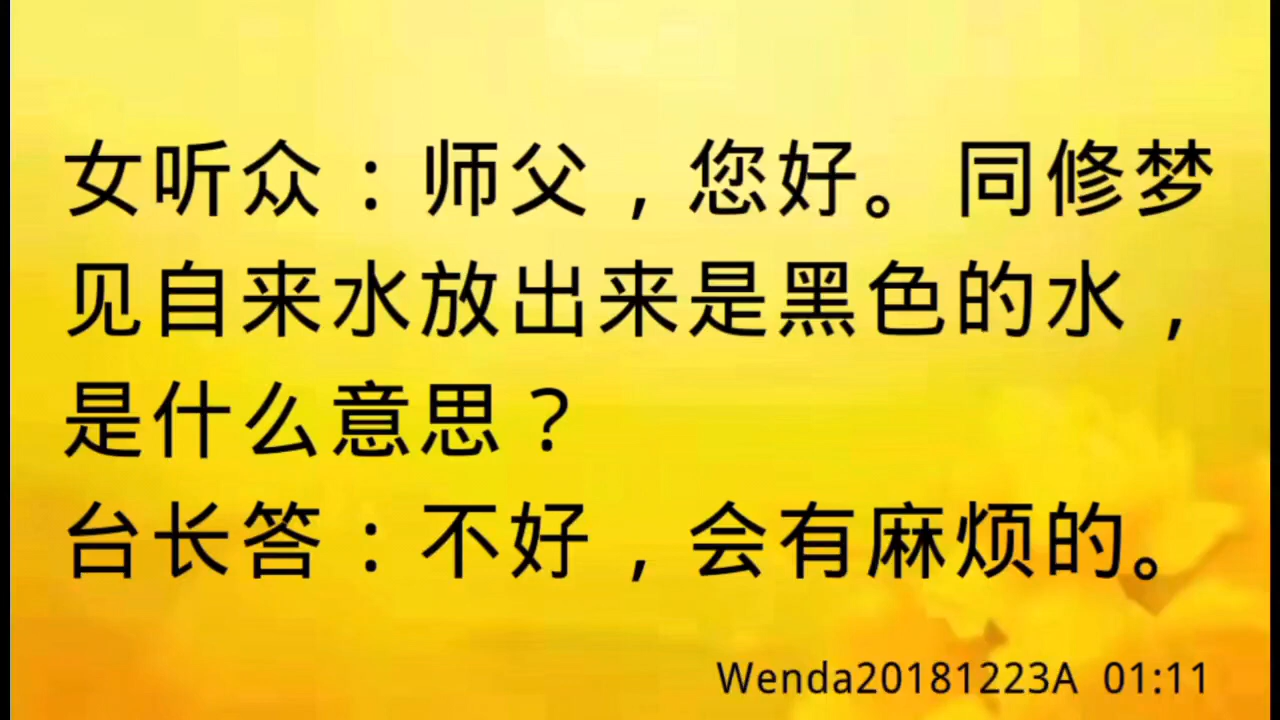 女听众：师父，您好。同修梦
见自来水放出来是黑色的水，
是什么意思？
台长答：不好，会有麻烦的。
Wenda20181223A 01:11